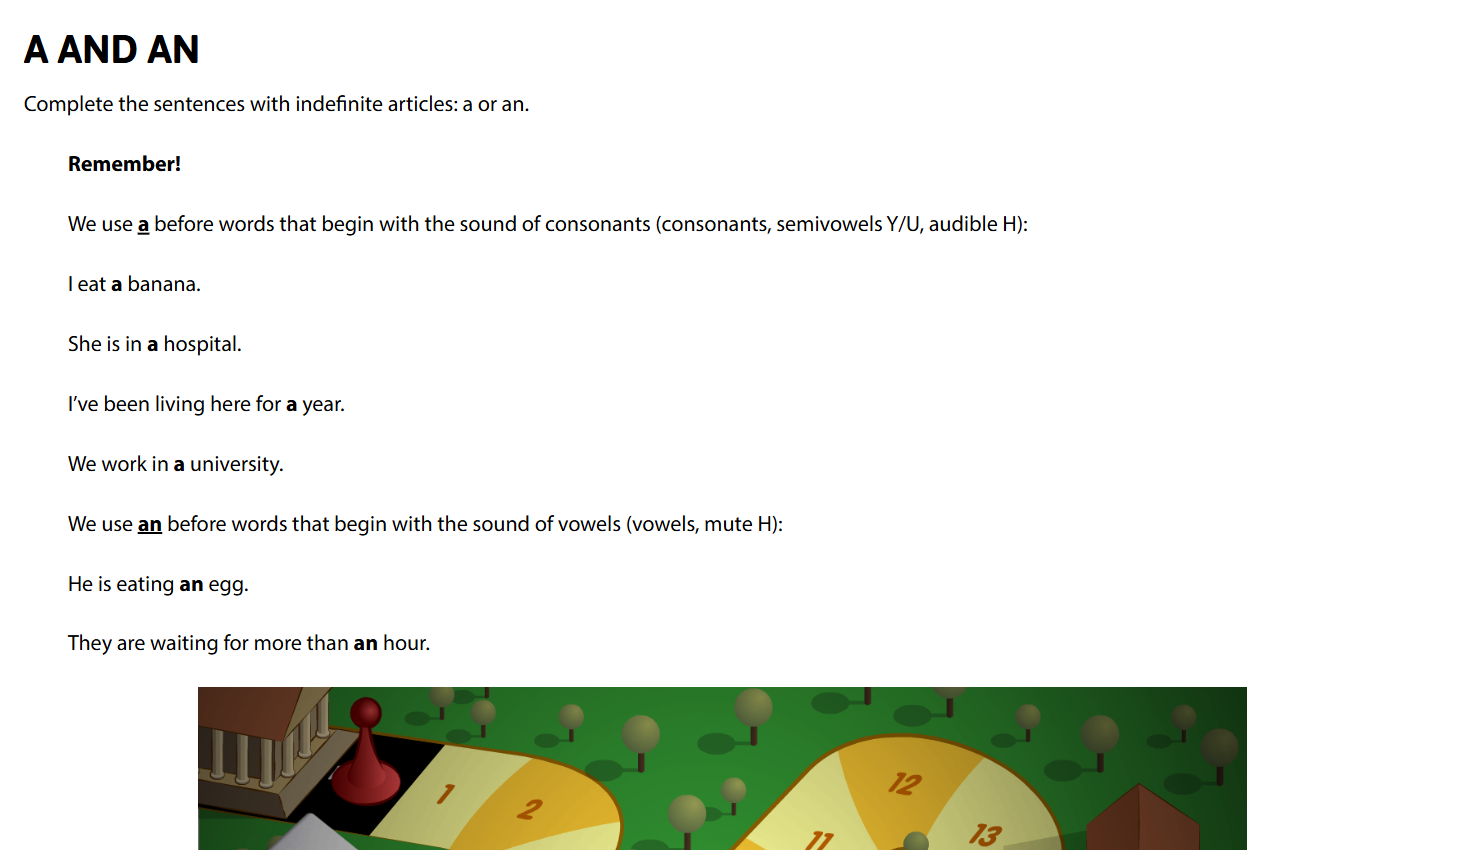 A AND AN
Complete the sentences with indefinite articles: a or an.
Remember!
We use a before words that begin with the sound of consonants (consonants, semivowels Y/U, audible H):
I eat a banana.
She is in a hospital.
I've been living here for a year.
We work in a university.
We use an before words that begin with the sound of vowels (vowels, mute H):
He is eating an egg.
They are waiting for more than an hour.
1
2
11
12
13